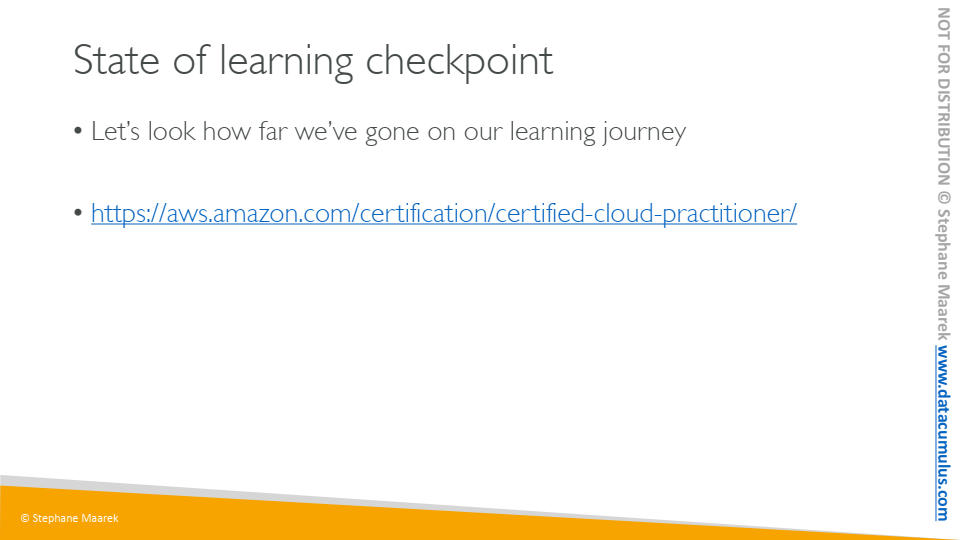 State of learning checkpoint
• Let’s look how far we’ve gone on our learning journey
• https://aws.amazon.com/certification/certified-cloud-practitioner/
© Stephane Maarek
NOT FOR DISTRIBUTION © Stephane Maarek www.datacumulus.com